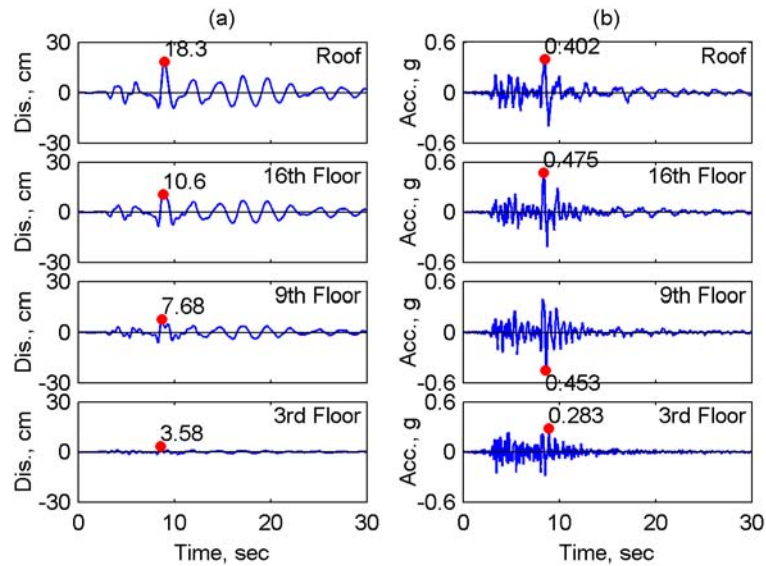 (a)
30
18.3
Roof
Dis., cm
0
-30
30
10.6
16th Floor
Dis., cm
0
-30
30
7.68
9th Floor
Dis., cm
0
-30
30
3.58
3rd Floor
Dis., cm
0
-30
0 10 20 30
Time, sec
(b)
0.6
0.402
Roof
Acc., g
0
-0.6
0.6
0.475
16th Floor
Acc., g
0
-0.6
0.6
9th Floor
Acc., g
0
-0.6
0.453
0.6
0.283
3rd Floor
Acc., g
0
-0.6
0 10 20 30
Time, sec